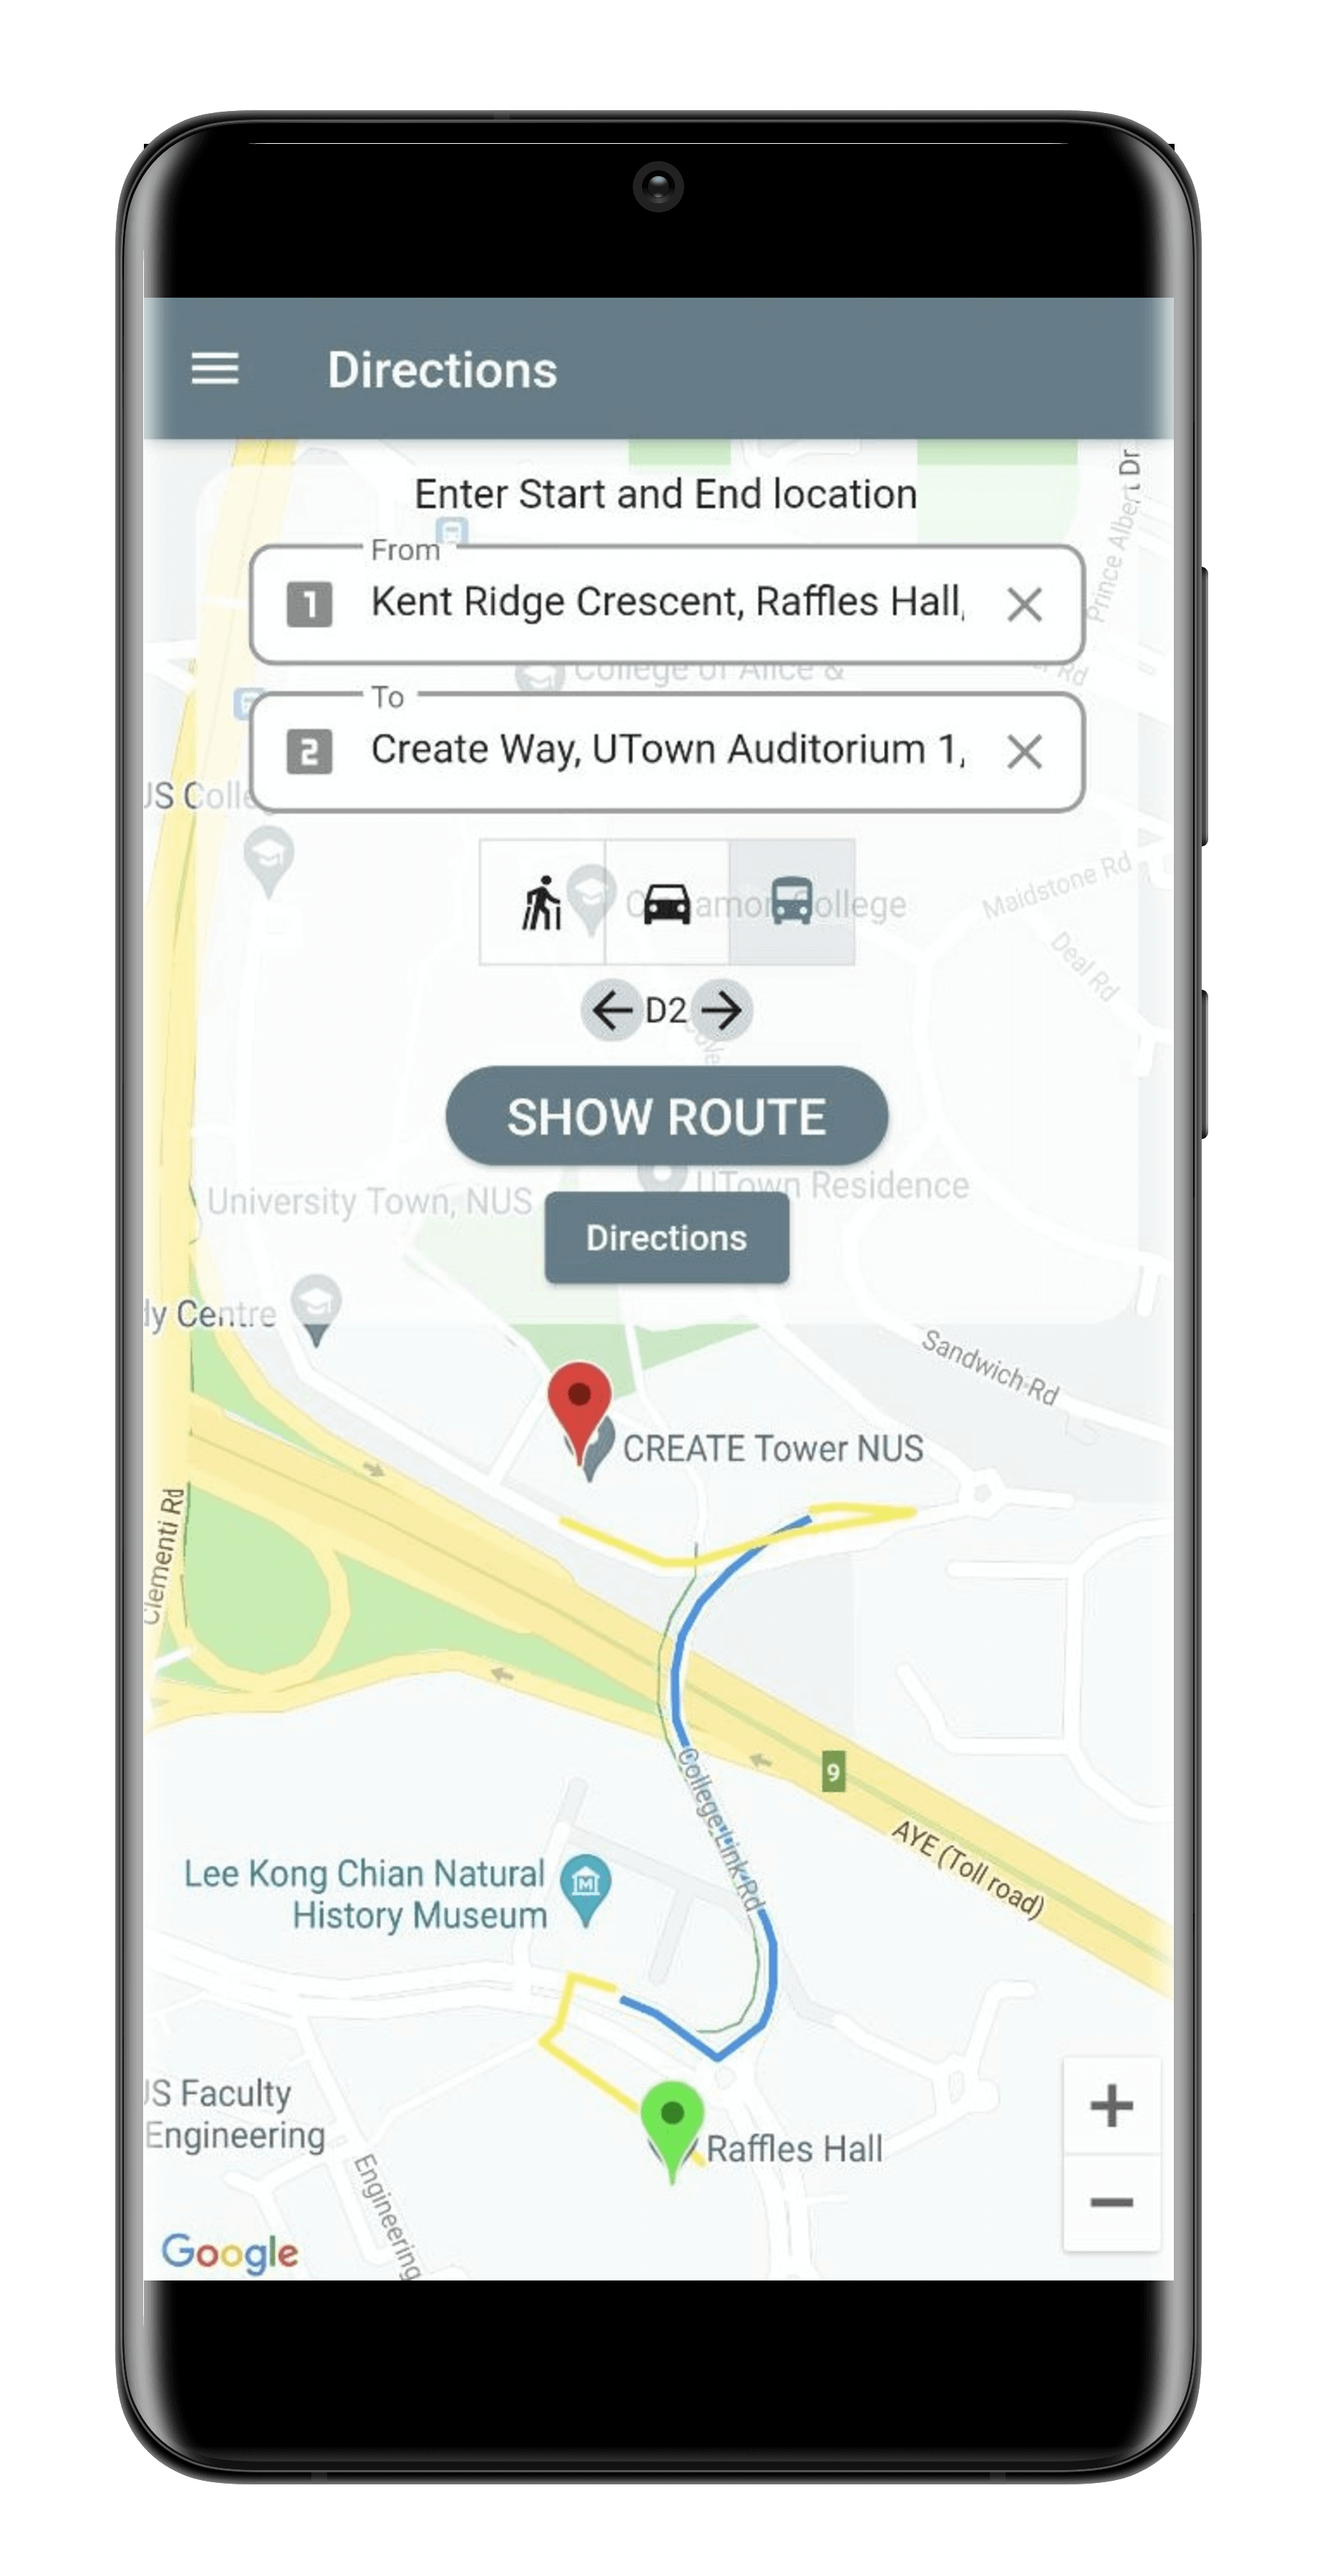 Directions
Enter Start and End location
From
1
Kent Ridge Crescent, Raffles Hall,
College of Alice &
To
2
Create Way, UTown Auditorium 1,
Prince Albert Dr
Rd
US Colle
ollege
Maidstone Rd
Deal Rd
D2
SHOW ROUTE
UTown Residence
University Town, NUS
Directions
dy Centre
Sandwich Rd
CREATE Tower NUS
Clementi Rd
9
College Link Rd
AYE (Toll road)
Lee Kong Chian Natural
History Museum
US Faculty
Engineering
Raffles Hall
Engineering
+
−
Google